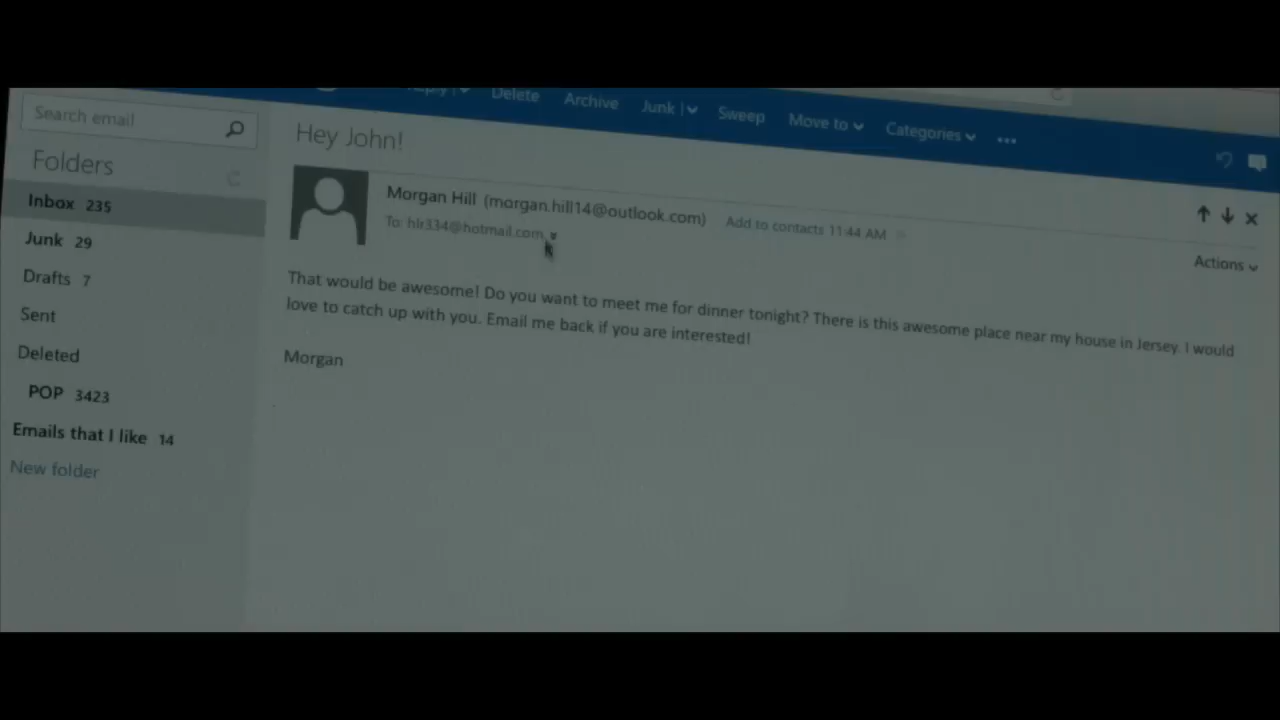 Delete Archive Junk Sweep Move to Categories ...
Search email
Hey John!
Folders
Inbox 235
Junk 29
Drafts 7
Sent
Deleted
POP 3423
Emails that I like 14
New folder
Morgan Hill (morgan.hill14@outlook.com) Add to contacts 11:44 AM
To: hlr334@hotmail.com
Actions
That would be awesome! Do you want to meet me for dinner tonight? There is this awesome place near my house in Jersey. I would
love to catch up with you. Email me back if you are interested!
Morgan